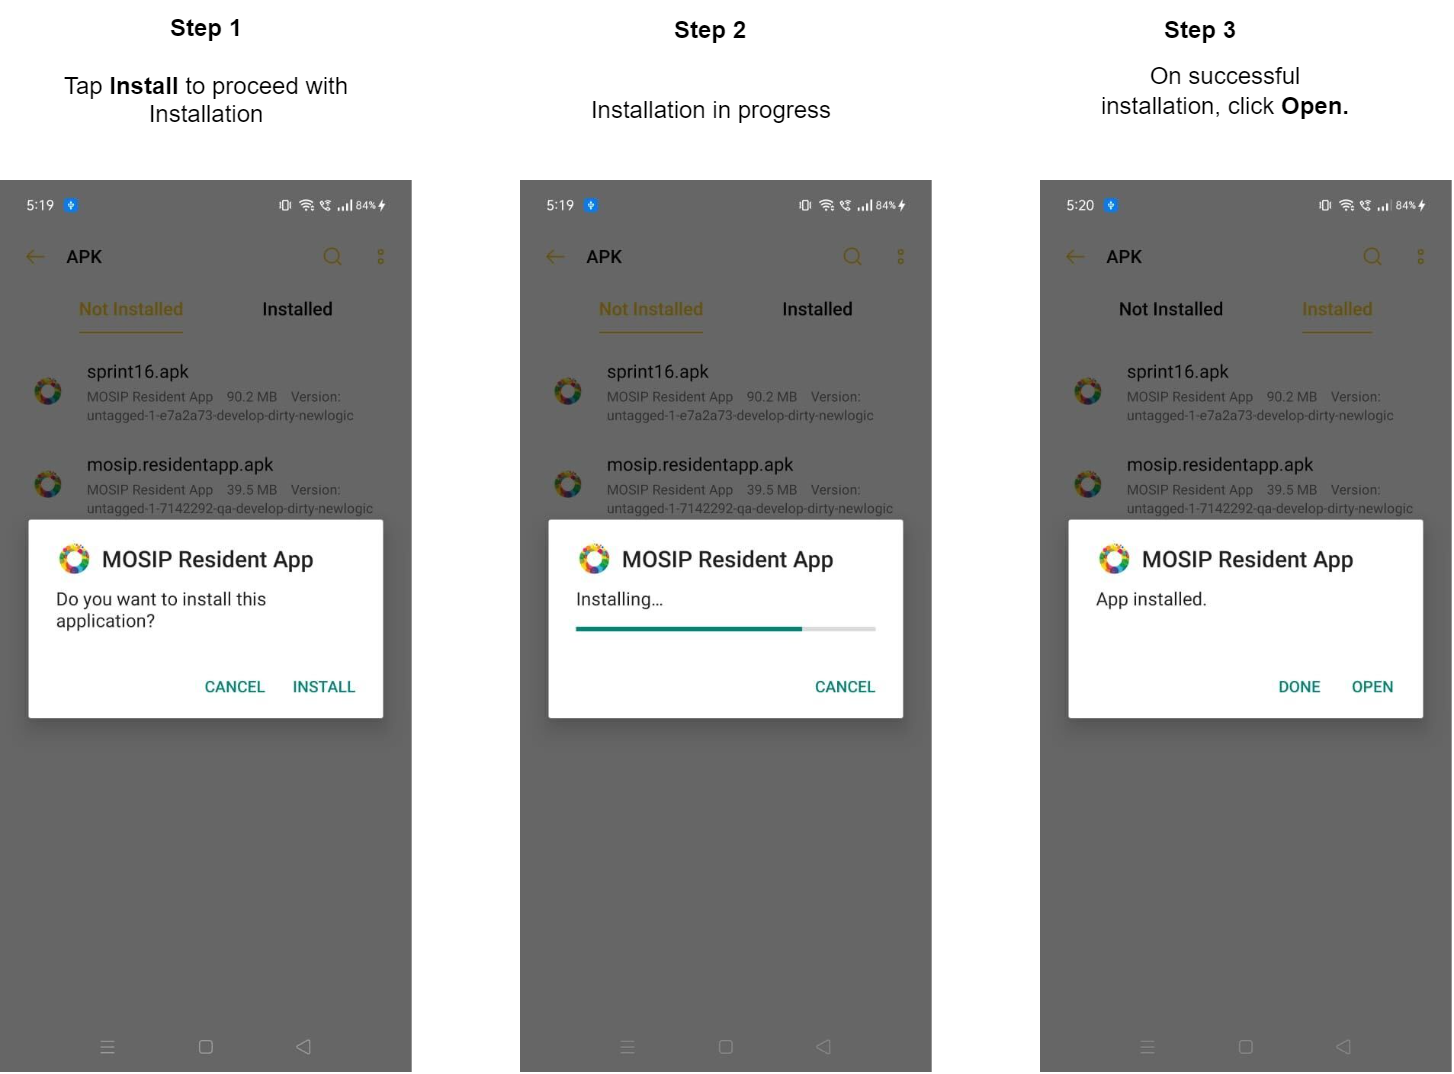 Step 1
Tap Install to proceed with
Installation
5:19
84%
APK
Not Installed
Installed
sprint16.apk
MOSIP Resident App 90.2 MB Version:
untagged-1-e7a2a73-develop-dirty-newlogic
mosip.residentapp.apk
MOSIP Resident App 39.5 MB Version:
untagged-1-7142292-qa-develop-dirty-newlogic
MOSIP Resident App
Do you want to install this
application?
CANCEL INSTALL
Step 2
Installation in progress
5:19
84%
APK
Not Installed
Installed
sprint16.apk
MOSIP Resident App 90.2 MB Version:
untagged-1-e7a2a73-develop-dirty-newlogic
mosip.residentapp.apk
MOSIP Resident App 39.5 MB Version:
untagged-1-7142292-qa-develop-dirty-newlogic
MOSIP Resident App
Installing...
CANCEL
Step 3
On successful
installation, click Open.
5:20
84%
APK
Not Installed
Installed
sprint16.apk
MOSIP Resident App 90.2 MB Version:
untagged-1-e7a2a73-develop-dirty-newlogic
mosip.residentapp.apk
MOSIP Resident App 39.5 MB Version:
untagged-1-7142292-qa-develop-dirty-newlogic
MOSIP Resident App
App installed.
DONE OPEN